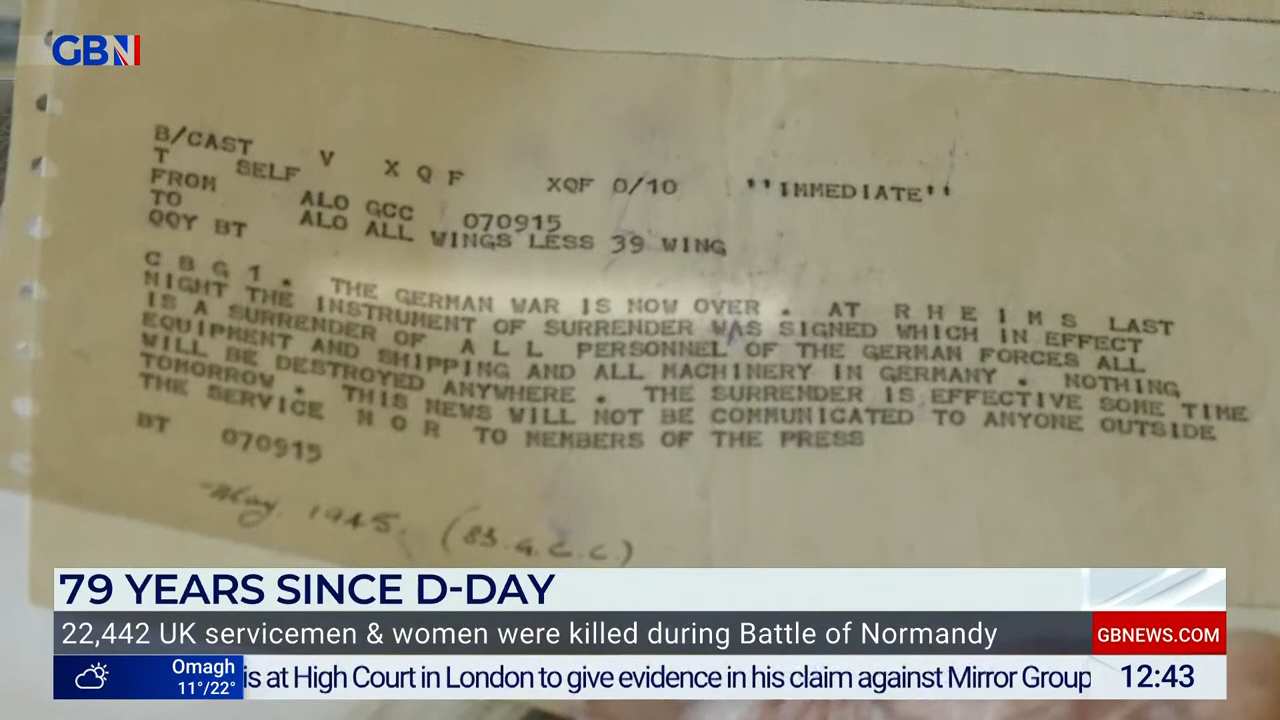 GBN
B/CAST V X Q F XQF 0/10 ''IMMEDIATE''
T SELF
FROM ALO GCC 070915
TO ALO ALL WINGS LESS 39 WING
QQY BT
C B G 1 . THE GERMAN WAR IS NOW OVER . AT R H E I M S LAST
NIGHT THE INSTRUMENT OF SURRENDER WAS SIGNED WHICH IN EFFECT
IS A SURRENDER OF A L L PERSONNEL OF THE GERMAN FORCES ALL
EQUIPMENT AND SHIPPING AND ALL MACHINERY IN GERMANY . NOTHING
WILL BE DESTROYED ANYWHERE . THE SURRENDER IS EFFECTIVE SOME TIME
TOMORROW . THIS NEWS WILL NOT BE COMMUNICATED TO ANYONE OUTSIDE
THE SERVICE N O R TO MEMBERS OF THE PRESS
BT 070915
May, 1945. (83 G.C.C.)
79 YEARS SINCE D-DAY
22,442 UK servicemen & women were killed during Battle of Normandy
GBNEWS.COM
Omagh
11°/22°
is at High Court in London to give evidence in his claim against Mirror Group
12:43